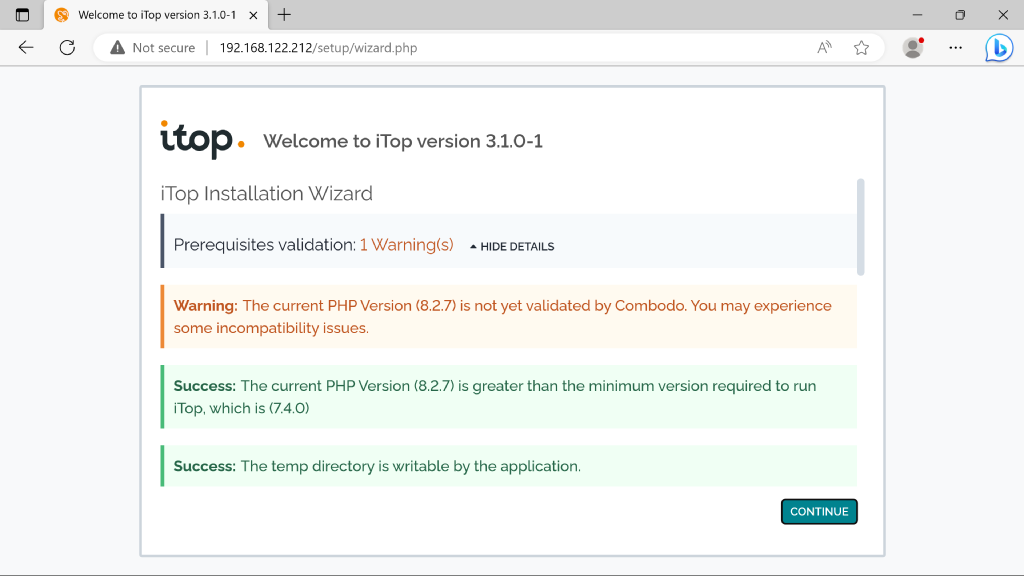 Welcome to iTop version 3.1.0-1
Not secure
192.168.122.212/setup/wizard.php
itop.
Welcome to iTop version 3.1.0-1
iTop Installation Wizard
Prerequisites validation: 1 Warning(s) HIDE DETAILS
Warning: The current PHP Version (8.2.7) is not yet validated by Combodo. You may experience
some incompatibility issues.
Success: The current PHP Version (8.2.7) is greater than the minimum version required to run
iTop, which is (7.4.0)
Success: The temp directory is writable by the application.
CONTINUE